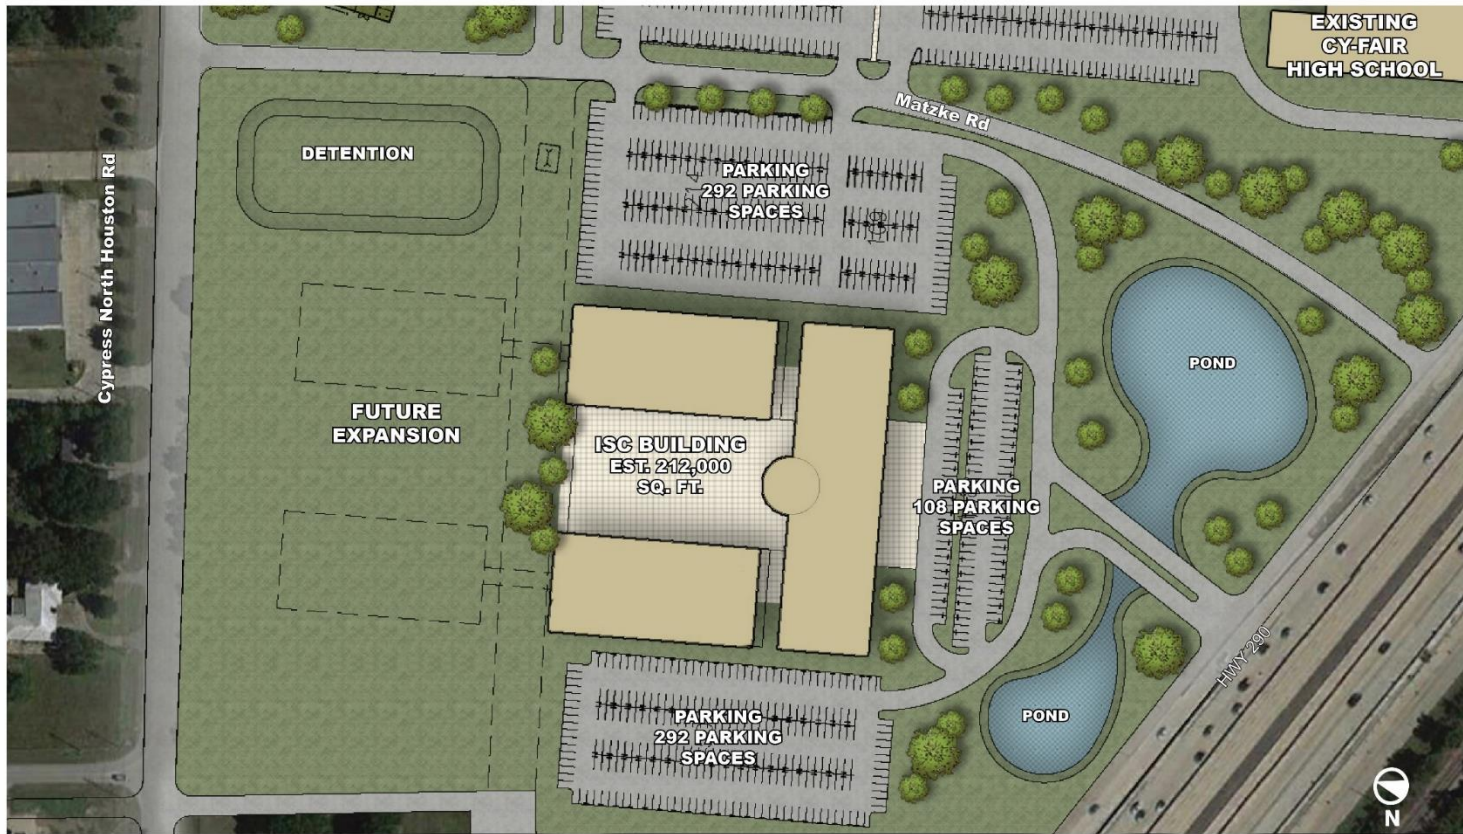 EXISTING
CY-FAIR
HIGH SCHOOL
Matzke Rd
DETENTION
PARKING
292 PARKING
SPACES
Cypress North Houston Rd
POND
FUTURE
EXPANSION
ISC BUILDING
EST. 212,000
SQ. FT.
PARKING
108 PARKING
SPACES
HWY 290
POND
PARKING
292 PARKING
SPACES
N